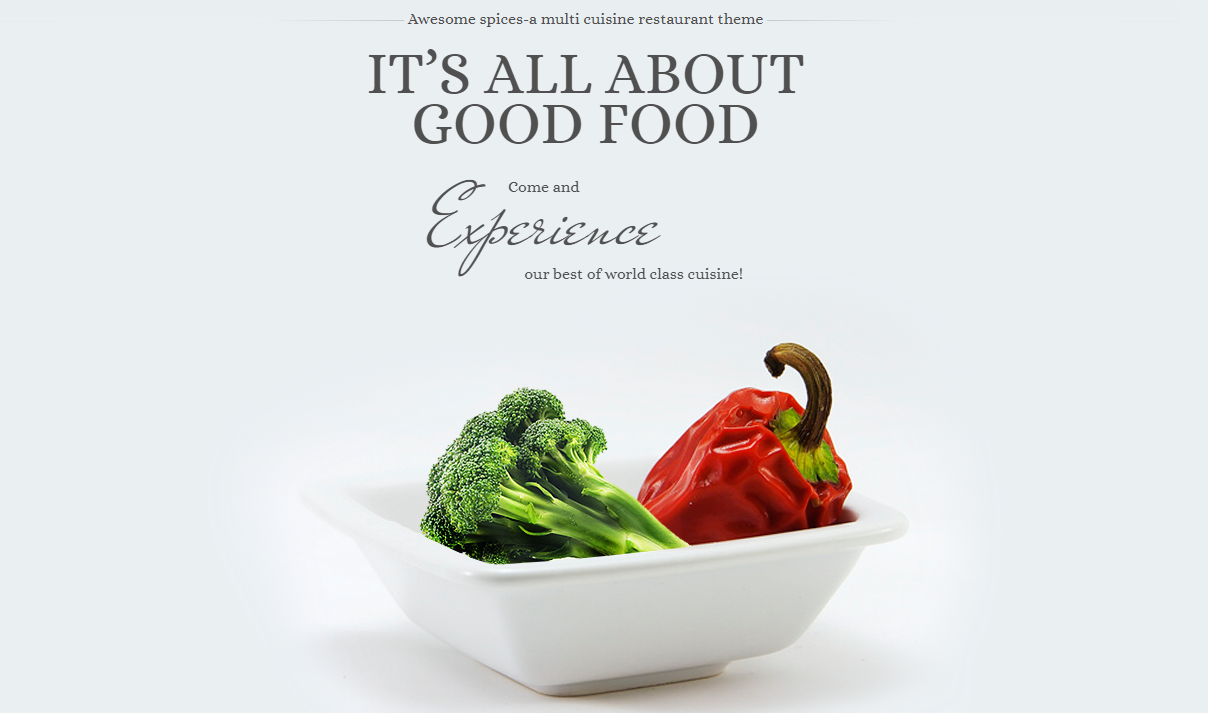 Awesome spices-a multi cuisine restaurant theme
IT’S ALL ABOUT
GOOD FOOD
Come and
Experience
our best of world class cuisine!